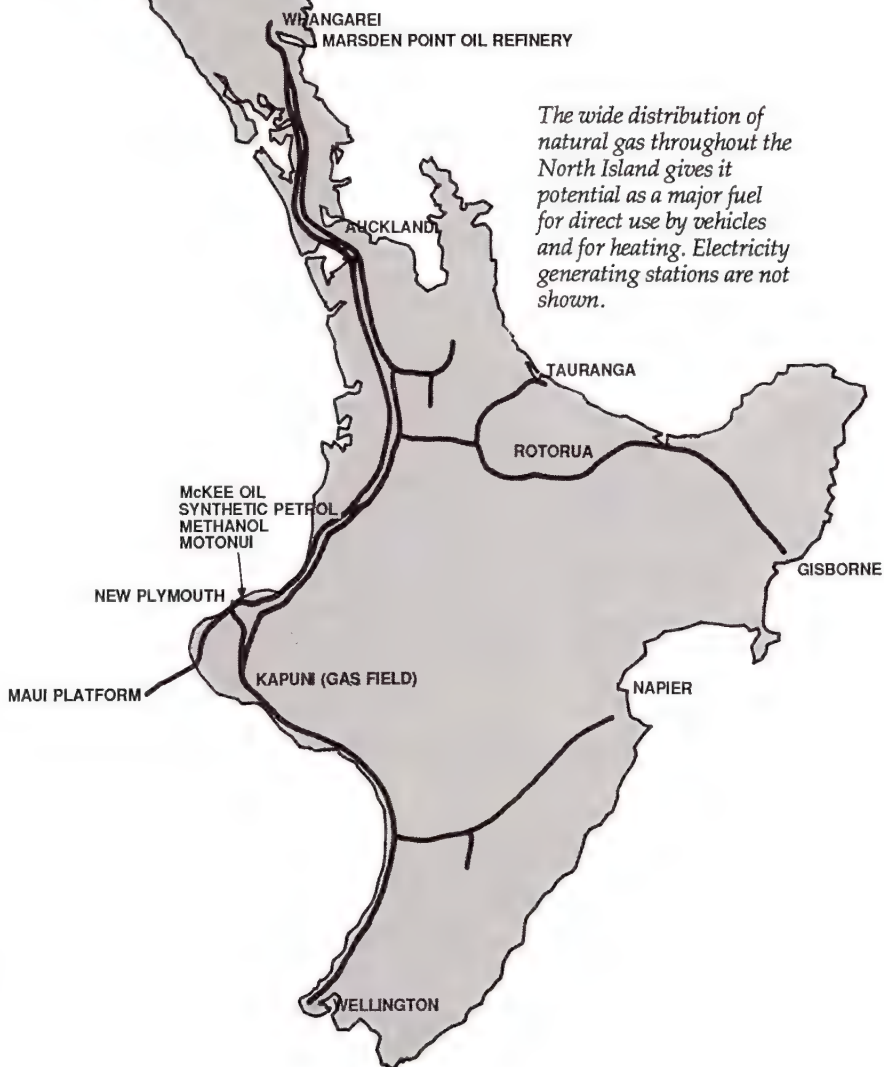 WHANGAREI
MARSDEN POINT OIL REFINERY
The wide distribution of
natural gas throughout the
North Island gives it
potential as a major fuel
for direct use by vehicles
and for heating. Electricity
generating stations are not
shown.
AUCKLAND
TAURANGA
ROTORUA
McKEE OIL
SYNTHETIC PETROL
METHANOL
MOTONUI
GISBORNE
NEW PLYMOUTH
KAPUNI (GAS FIELD)
NAPIER
MAUI PLATFORM
WELLINGTON